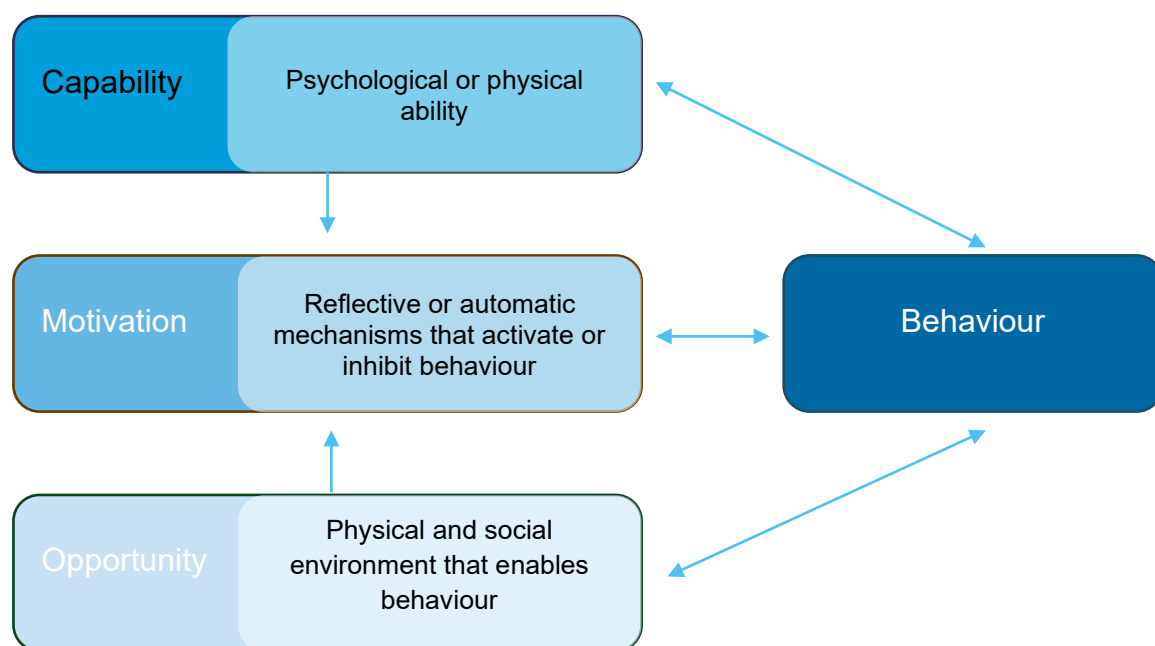 Capability
Psychological or physical
ability
Motivation
Reflective or automatic
mechanisms that activate or
inhibit behaviour
Behaviour
Opportunity
Physical and social
environment that enables
behaviour